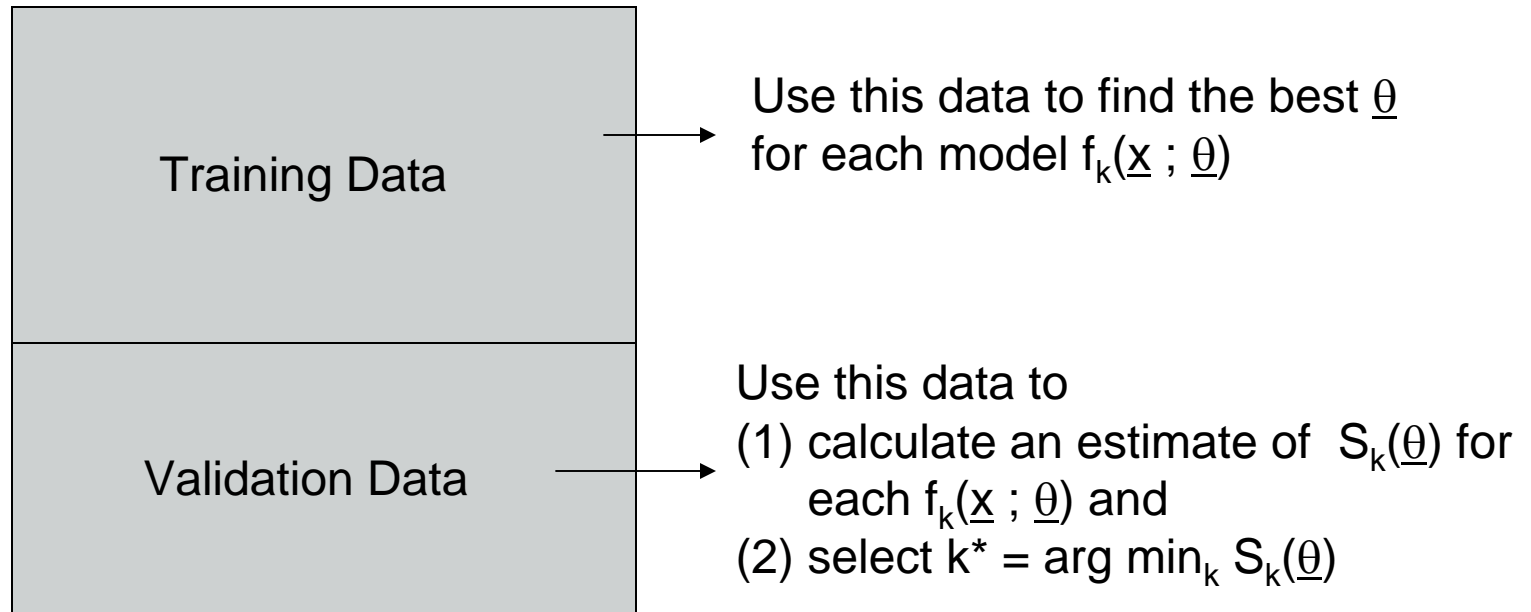 Training Data
Use this data to find the best θ
for each model fₖ(x ; θ)
Validation Data
Use this data to
(1) calculate an estimate of Sₖ(θ) for
each fₖ(x ; θ) and
(2) select k* = arg minₖ Sₖ(θ)